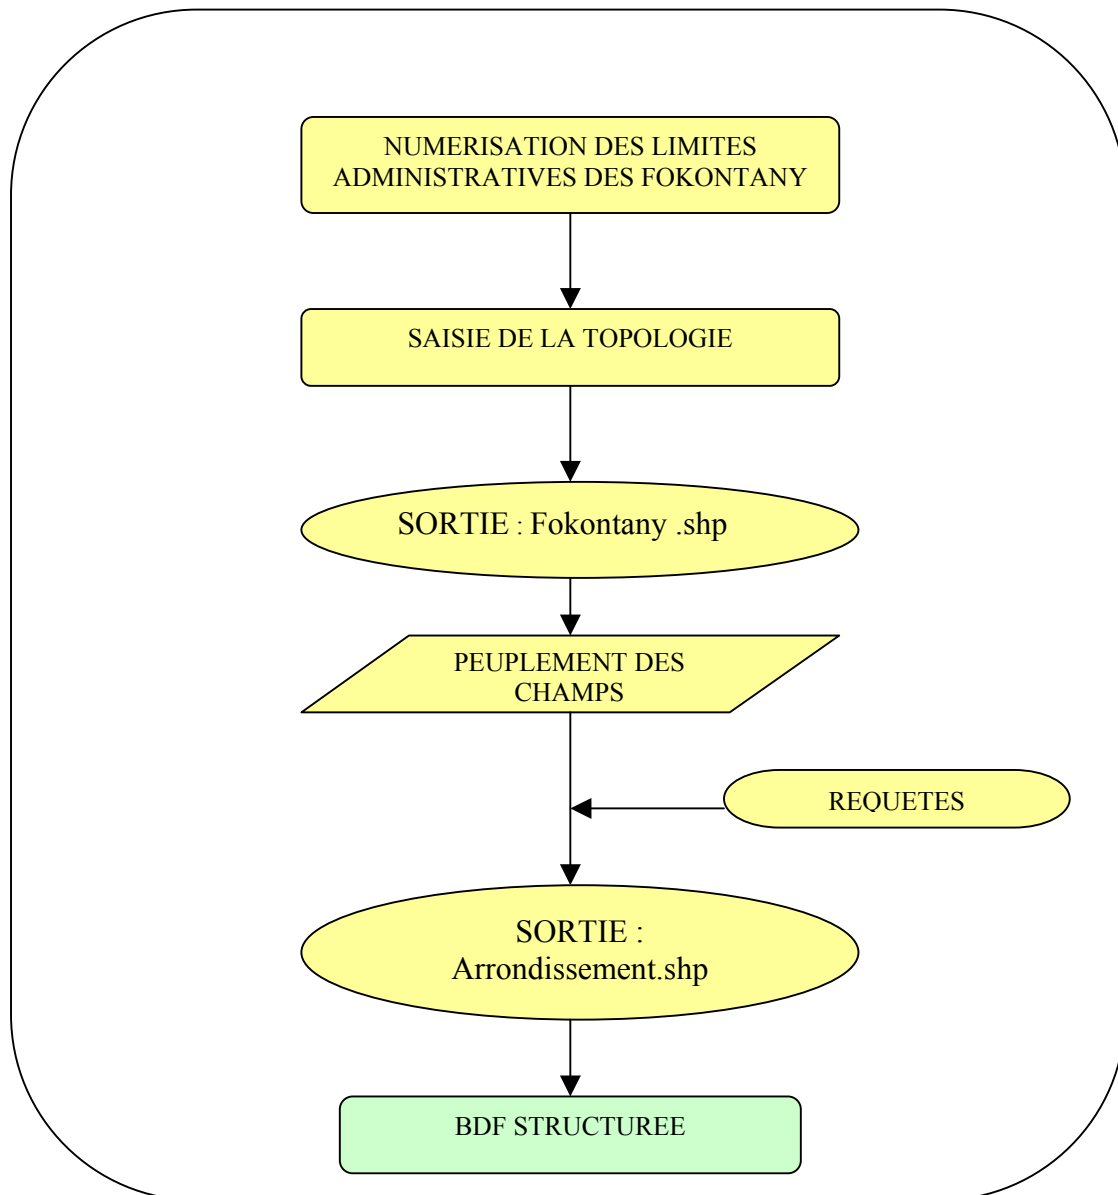 NUMERISATION DES LIMITES
ADMINISTRATIVES DES FOKONTANY
SAISIE DE LA TOPOLOGIE
SORTIE : Fokontany .shp
PEUPLEMENT DES
CHAMPS
REQUETES
SORTIE :
Arrondissement.shp
BDF STRUCTUREE